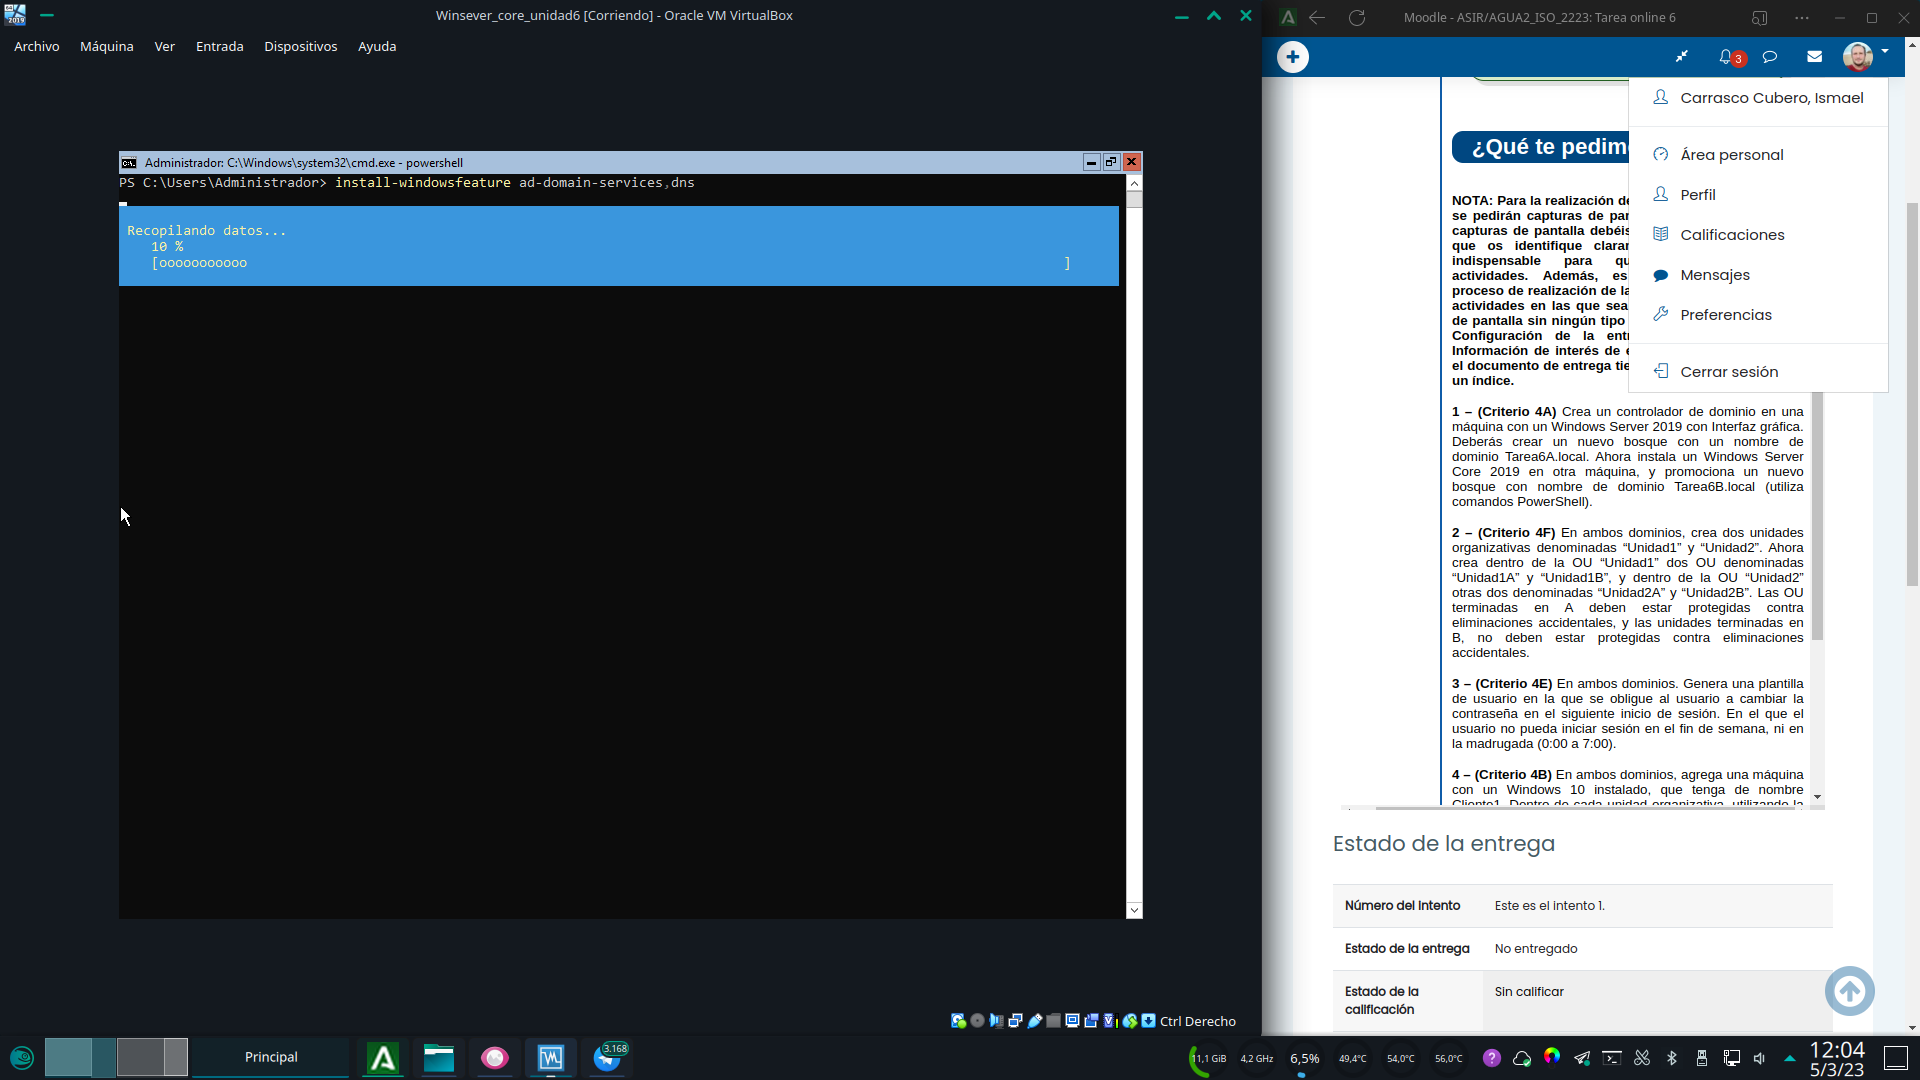 Winsever_core_unidad6 [Corriendo] - Oracle VM VirtualBox
Archivo Máquina Ver Entrada Dispositivos Ayuda
Administrador: C:\Windows\system32\cmd.exe - powershell
PS C:\Users\Administrador> install-windowsfeature ad-domain-services,dns
Recopilando datos...
10 %
[ooooooooooo ]
Ctrl Derecho
Moodle - ASIR/AGUA2_ISO_2223: Tarea online 6
3
Carrasco Cubero, Ismael
Área personal
Perfil
Calificaciones
Mensajes
Preferencias
Cerrar sesión
¿Qué te pedim
NOTA: Para la realización de
se pedirán capturas de par
capturas de pantalla debéis
que os identifique clarar
indispensable para qu
actividades. Además, es
proceso de realización de la
actividades en las que sea
de pantalla sin ningún tipo
Configuración de la entr
Información de interés de e
el documento de entrega tie
un índice.
1 – (Criterio 4A) Crea un controlador de dominio en una
máquina con un Windows Server 2019 con Interfaz gráfica.
Deberás crear un nuevo bosque con un nombre de
dominio Tarea6A.local. Ahora instala un Windows Server
Core 2019 en otra máquina, y promociona un nuevo
bosque con nombre de dominio Tarea6B.local (utiliza
comandos PowerShell).
2 – (Criterio 4F) En ambos dominios, crea dos unidades
organizativas denominadas “Unidad1” y “Unidad2”. Ahora
crea dentro de la OU “Unidad1” dos OU denominadas
“Unidad1A” y “Unidad1B”, y dentro de la OU “Unidad2”
otras dos denominadas “Unidad2A” y “Unidad2B”. Las OU
terminadas en A deben estar protegidas contra
eliminaciones accidentales, y las unidades terminadas en
B, no deben estar protegidas contra eliminaciones
accidentales.
3 – (Criterio 4E) En ambos dominios. Genera una plantilla
de usuario en la que se obligue al usuario a cambiar la
contraseña en el siguiente inicio de sesión. En el que el
usuario no pueda iniciar sesión en el fin de semana, ni en
la madrugada (0:00 a 7:00).
4 – (Criterio 4B) En ambos dominios, agrega una máquina
con un Windows 10 instalado, que tenga de nombre
Cliente1. Dentro de cada unidad organizativa, utilizando la
Estado de la entrega
Número del intento Este es el intento 1.
Estado de la entrega No entregado
Estado de la Sin calificar
calificación
Principal
3.168
11,1 GiB 4,2 GHz 6,5% 49,4°C 54,0°C 56,0°C
12:04
5/3/23